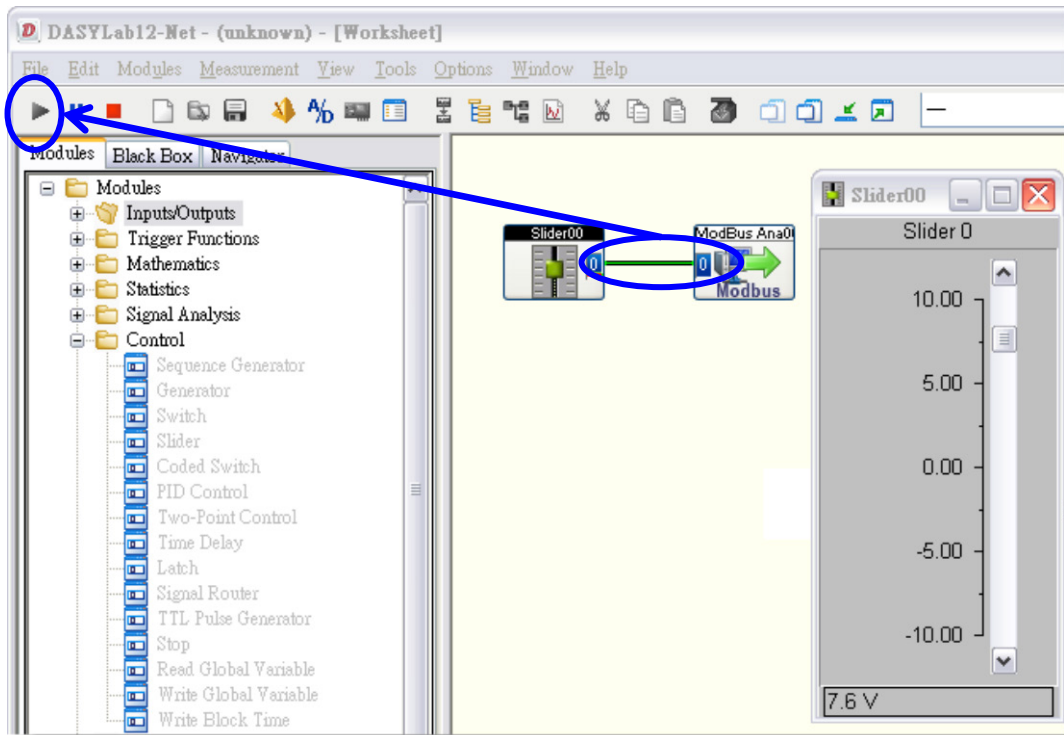 DASYLab12-Net - (unknown) - [Worksheet]
File Edit Modules Measurement View Tools Options Window Help
Modules Black Box Navigator
Modules
Inputs/Outputs
Trigger Functions
Mathematics
Statistics
Signal Analysis
Control
Sequence Generator
Generator
Switch
Slider
Coded Switch
PID Control
Two-Point Control
Time Delay
Latch
Signal Router
TTL Pulse Generator
Stop
Read Global Variable
Write Global Variable
Write Block Time
Slider00
0
ModBus Ana0
0
Modbus
Slider00
Slider 0
10.00
5.00
0.00
-5.00
-10.00
7.6 V